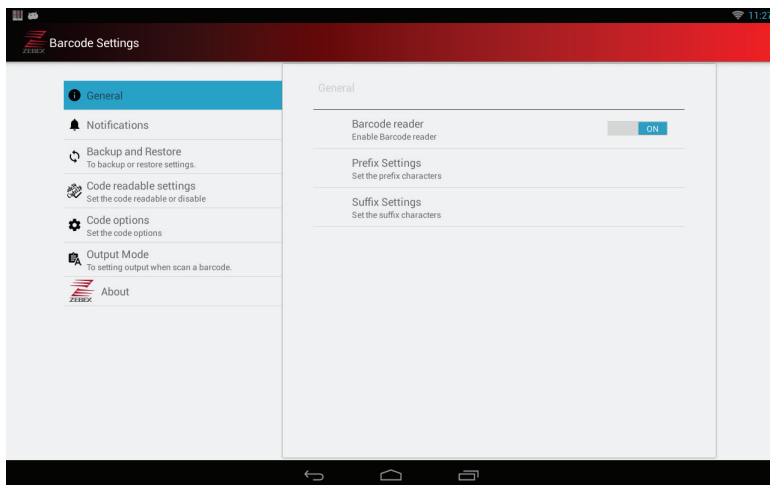 11:27
ZEBEX
Barcode Settings
General
Notifications
Backup and Restore
To backup or restore settings.
Code readable settings
Set the code readable or disable
Code options
Set the code options
Output Mode
To setting output when scan a barcode.
ZEBEX
About
General
Barcode reader
Enable Barcode reader
ON
Prefix Settings
Set the prefix characters
Suffix Settings
Set the suffix characters